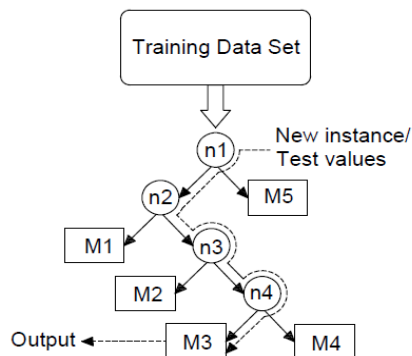 Training Data Set
New instance/
Test values
n1
n2
M5
M1
n3
M2
n4
Output
M3
M4